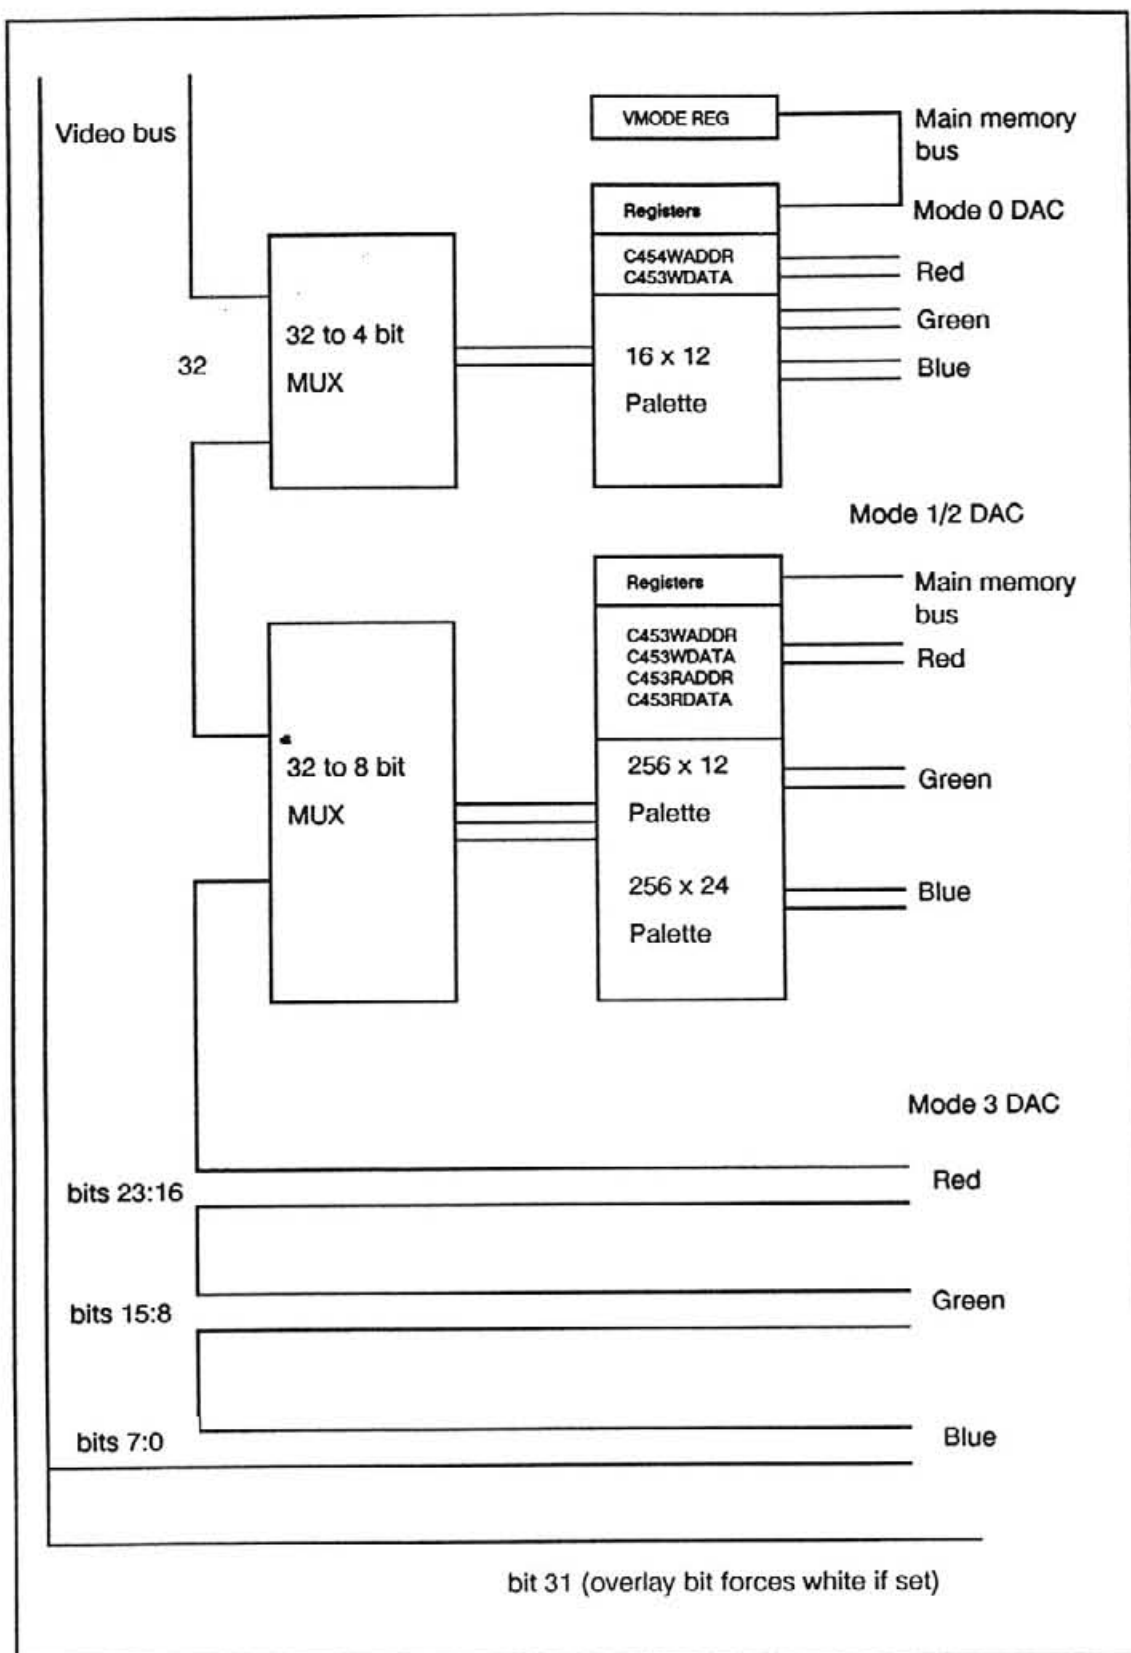 Video bus
VMODE REG
Main memory
bus
Registers
Mode 0 DAC
C454WADDR
C453WDATA
Red
Green
32 to 4 bit
MUX
32
16 x 12
Palette
Blue
Mode 1/2 DAC
Registers
Main memory
bus
C453WADDR
C453WDATA
C453RADDR
C453RDATA
Red
32 to 8 bit
MUX
256 x 12
Palette
Green
256 x 24
Palette
Blue
Mode 3 DAC
bits 23:16
Red
bits 15:8
Green
bits 7:0
Blue
bit 31 (overlay bit forces white if set)